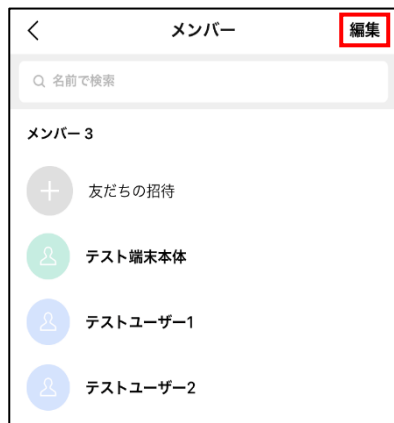 メンバー 編集
名前で検索
メンバー 3
友だちの招待
テスト端末本体
テストユーザー1
テストユーザー2